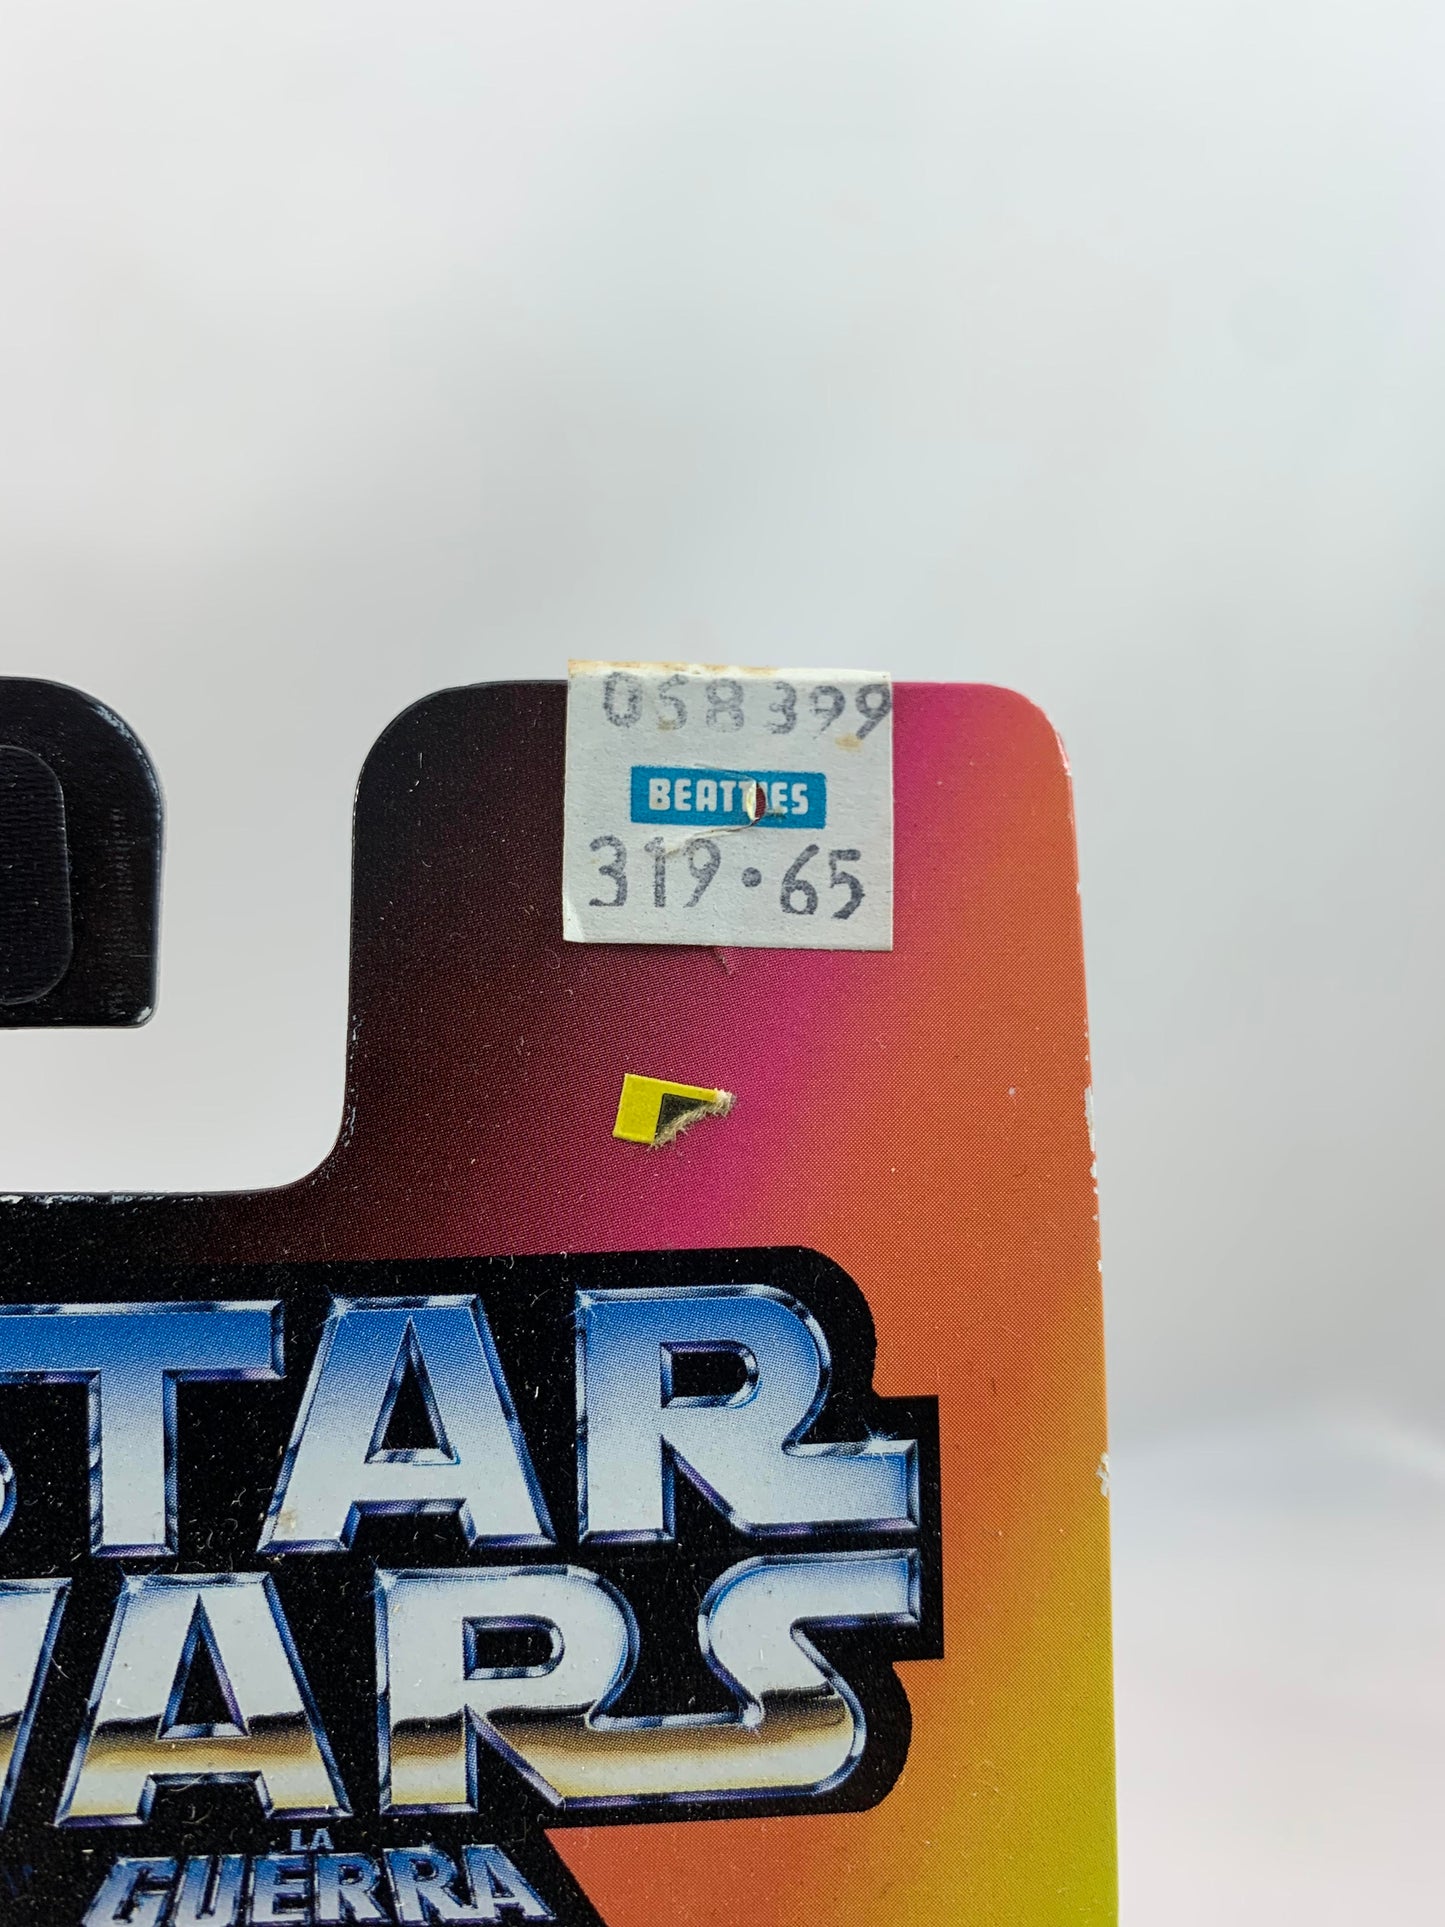 058399
BEATTIES
319·65
STAR
WARS
LA
GUERRA